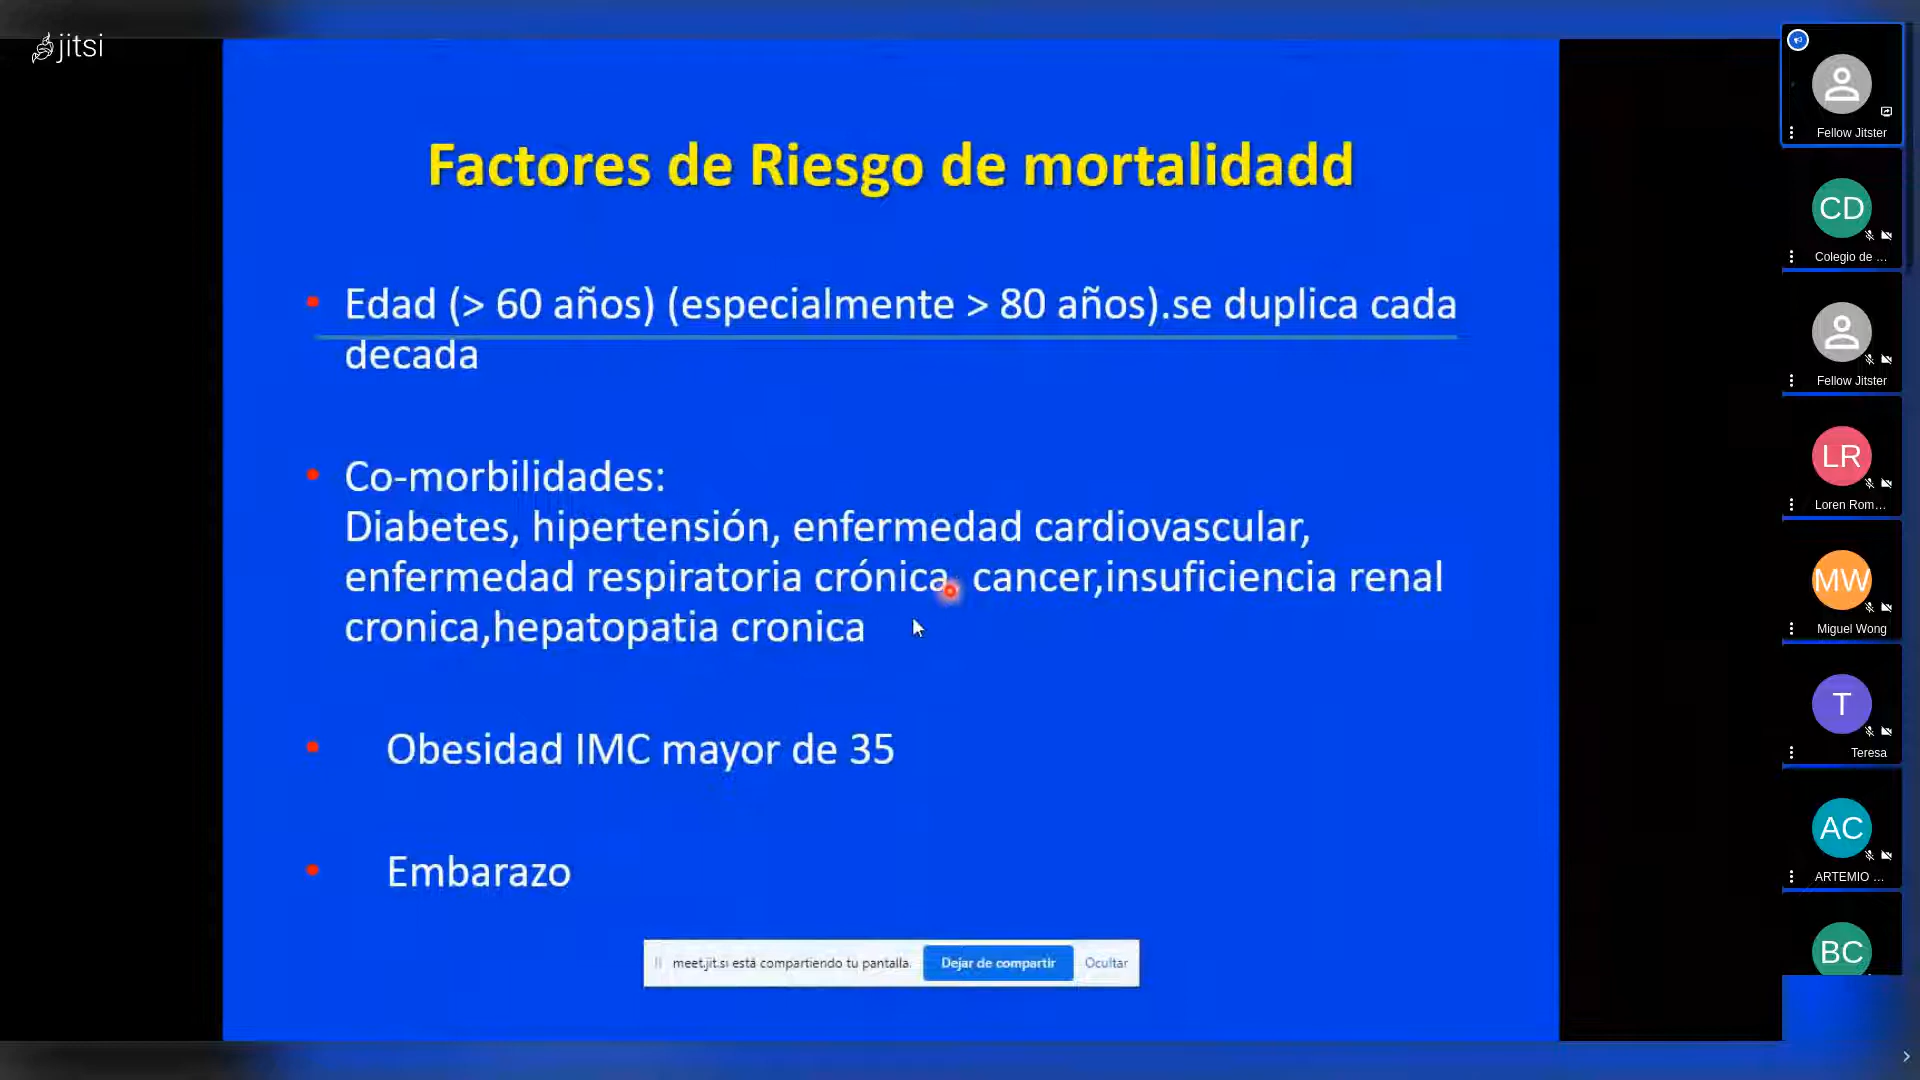 jitsi
Factores de Riesgo de mortalidadd
Edad (> 60 años) (especialmente > 80 años).se duplica cada
decada
Co-morbilidades:
Diabetes, hipertensión, enfermedad cardiovascular,
enfermedad respiratoria crónica, cancer,insuficiencia renal
cronica,hepatopatia cronica
Obesidad IMC mayor de 35
Embarazo
meet.jit.si está compartiendo tu pantalla.
Dejar de compartir
Ocultar
Fellow Jitster
CD
Colegio de ...
Fellow Jitster
LR
Loren Rom...
MW
Miguel Wong
T
Teresa
AC
ARTEMIO ...
BC